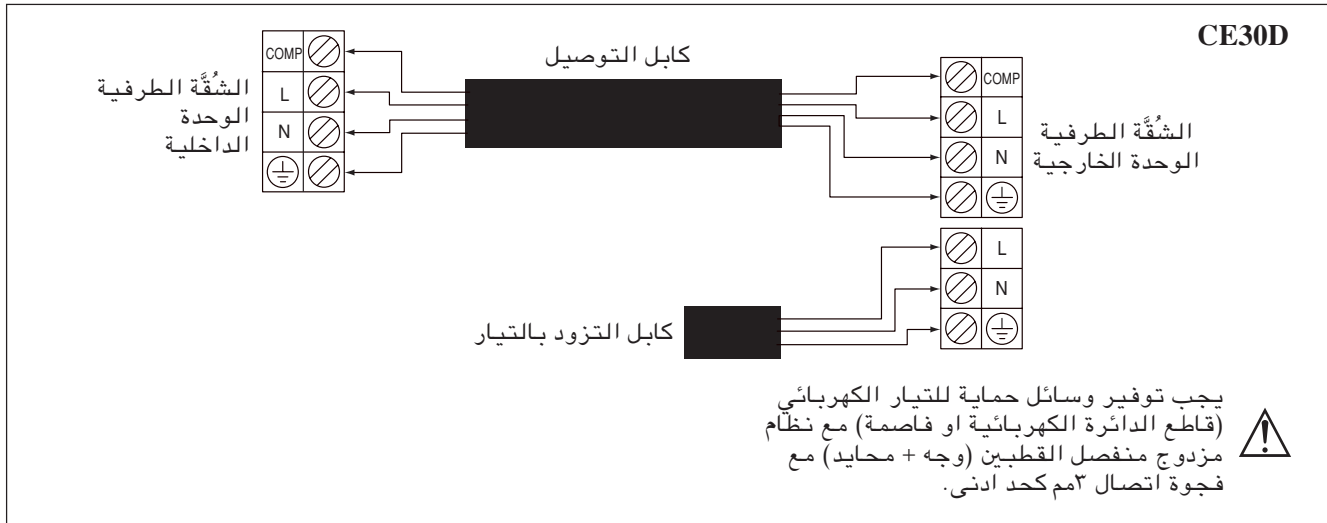 CE30D
كابل التوصيل
COMP
L
N
الشُقَّة الطرفية
الوحدة
الداخلية
COMP
L
N
الشُقَّة الطرفية
الوحدة الخارجية
L
N
كابل التزود بالتيار
يجب توفير وسائل حماية للتيار الكهربائي
(قاطع الدائرة الكهربائية او فاصمة) مع نظام
مزدوج منفصل القطبين (وجه + محايد) مع
فجوة اتصال ٣مم كحد ادنى.